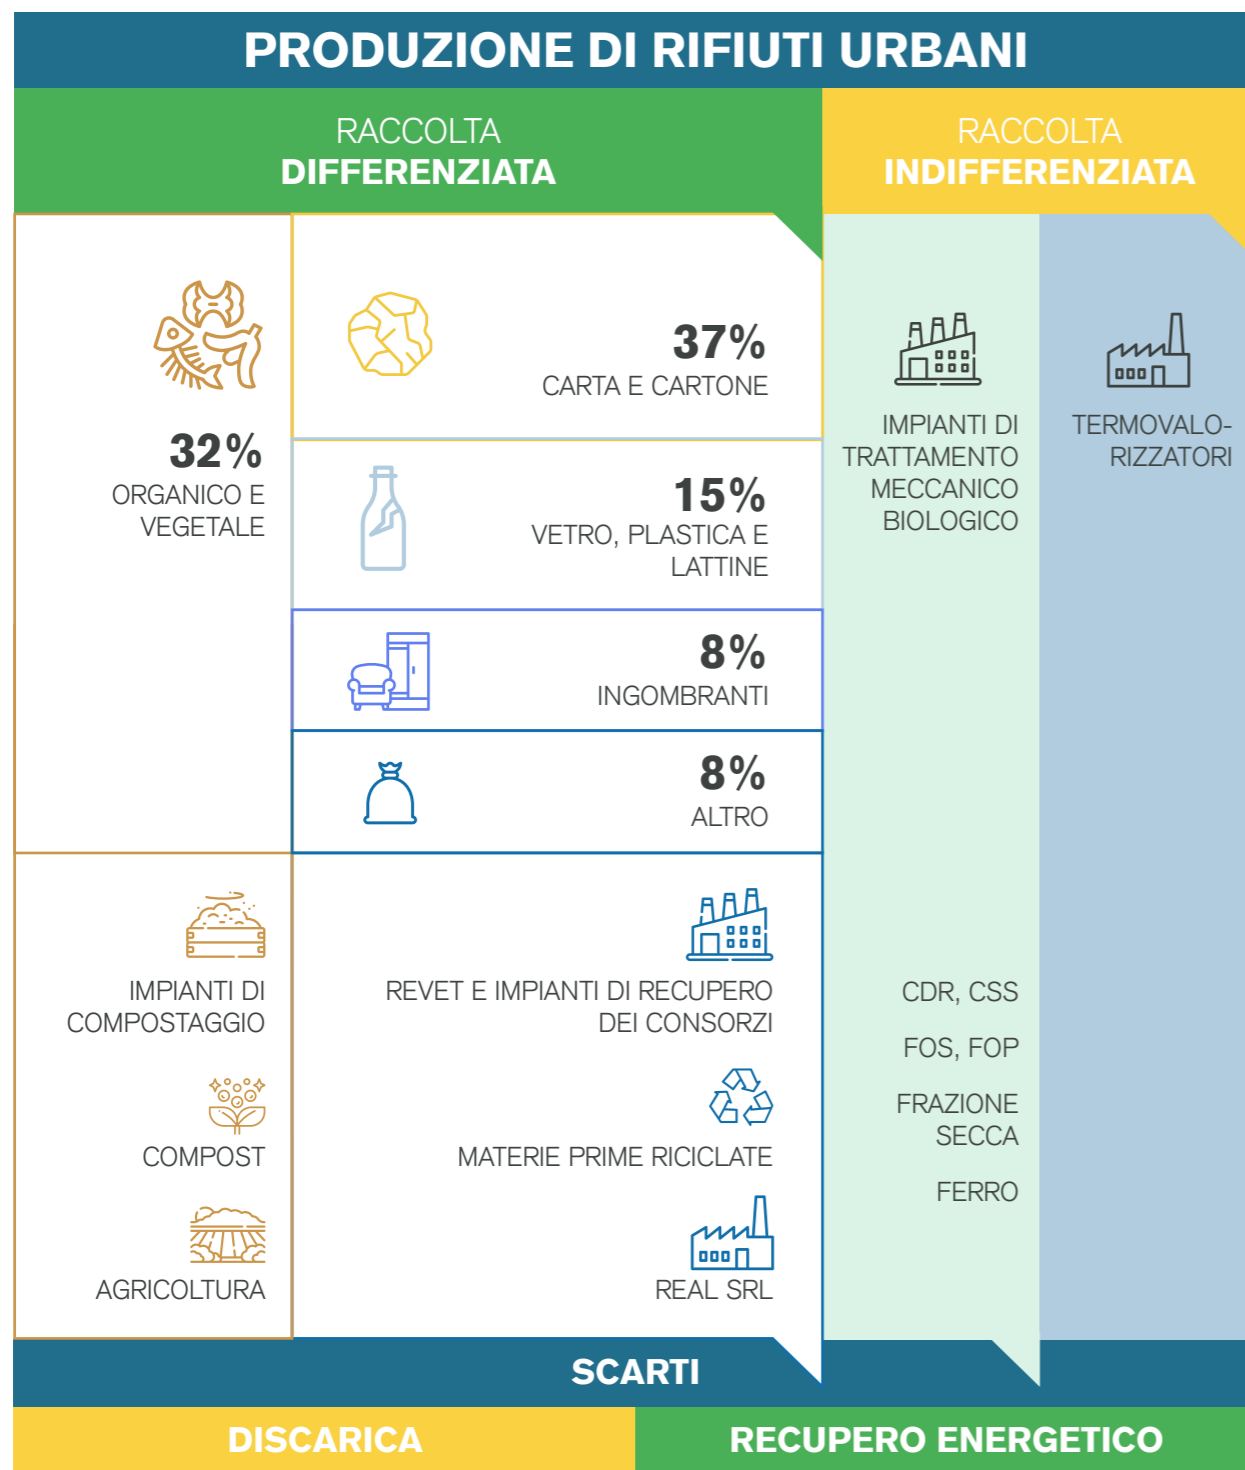 PRODUZIONE DI RIFIUTI URBANI
RACCOLTA
DIFFERENZIATA
RACCOLTA
INDIFFERENZIATA
32%
ORGANICO E
VEGETALE
37%
CARTA E CARTONE
15%
VETRO, PLASTICA E
LATTINE
8%
INGOMBRANTI
8%
ALTRO
IMPIANTI DI
TRATTAMENTO
MECCANICO
BIOLOGICO
TERMOVALO-
RIZZATORI
IMPIANTI DI
COMPOSTAGGIO
COMPOST
AGRICOLTURA
REVET E IMPIANTI DI RECUPERO
DEI CONSORZI
MATERIE PRIME RICICLATE
REAL SRL
CDR, CSS
FOS, FOP
FRAZIONE
SECCA
FERRO
SCARTI
DISCARICA
RECUPERO ENERGETICO